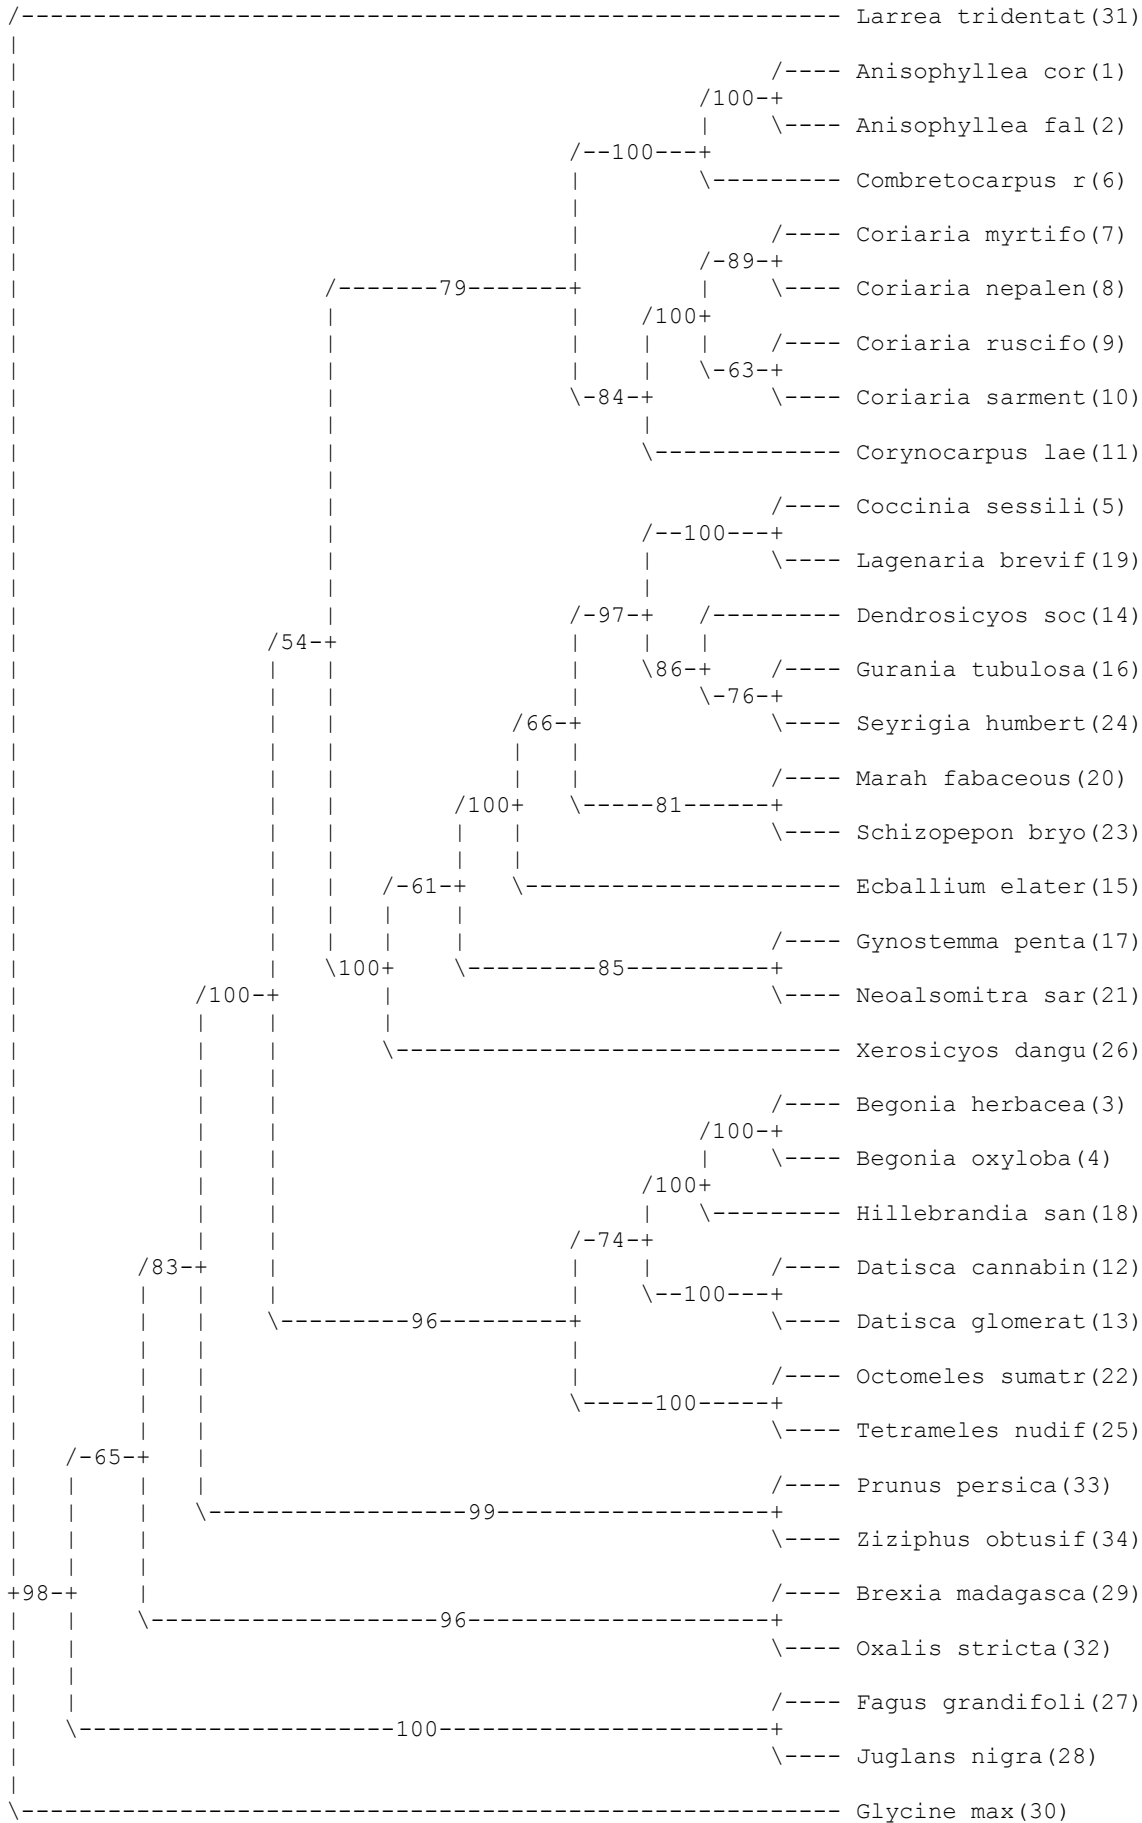 Larrea tridentat(31)
Anisophyllea cor(1)
100
Anisophyllea fal(2)
100
Combretocarpus r(6)
Coriaria myrtifo(7)
89
79
Coriaria nepalen(8)
100
Coriaria ruscifo(9)
63
84
Coriaria sarment(10)
Corynocarpus lae(11)
Coccinia sessili(5)
100
Lagenaria brevif(19)
97
Dendrosicyos soc(14)
54
86
Gurania tubulosa(16)
76
66
Seyrigia humbert(24)
Marah fabaceous(20)
100
81
Schizopepon bryo(23)
61
Ecballium elater(15)
Gynostemma penta(17)
100
85
100
Neoalsomitra sar(21)
Xerosicyos dangu(26)
Begonia herbacea(3)
100
Begonia oxyloba(4)
100
Hillebrandia san(18)
74
83
Datisca cannabin(12)
100
96
Datisca glomerat(13)
Octomeles sumatr(22)
100
Tetrameles nudif(25)
65
Prunus persica(33)
99
Ziziphus obtusif(34)
98
Brexia madagasca(29)
96
Oxalis stricta(32)
Fagus grandifoli(27)
100
Juglans nigra(28)
Glycine max(30)